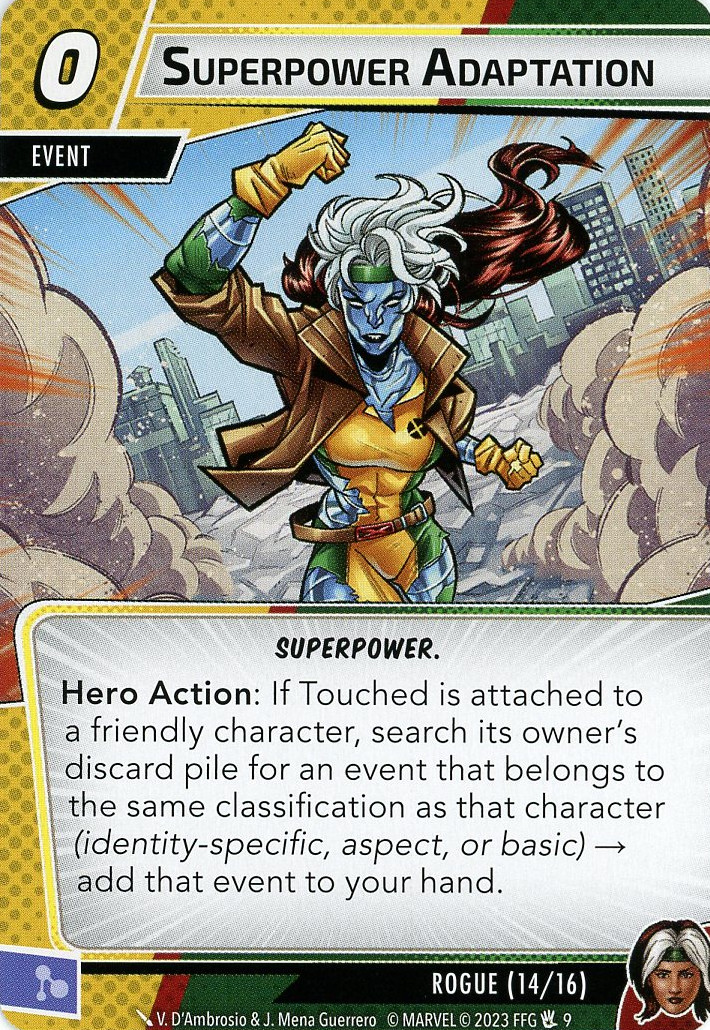 0
SUPERPOWER ADAPTATION
EVENT
SUPERPOWER.
Hero Action: If Touched is attached to
a friendly character, search its owner's
discard pile for an event that belongs to
the same classification as that character
(identity-specific, aspect, or basic) →
add that event to your hand.
ROGUE (14/16)
V. D'Ambrosio & J. Mena Guerrero © MARVEL © 2023 FFG 9